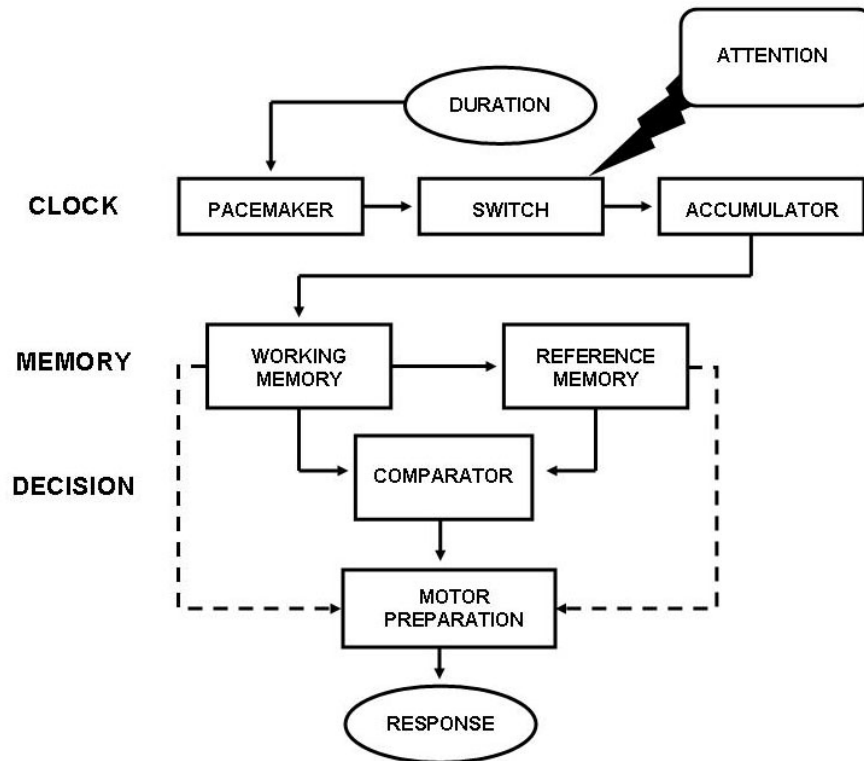 ATTENTION
DURATION
CLOCK
PACEMAKER
SWITCH
ACCUMULATOR
MEMORY
WORKING
MEMORY
REFERENCE
MEMORY
DECISION
COMPARATOR
MOTOR
PREPARATION
RESPONSE